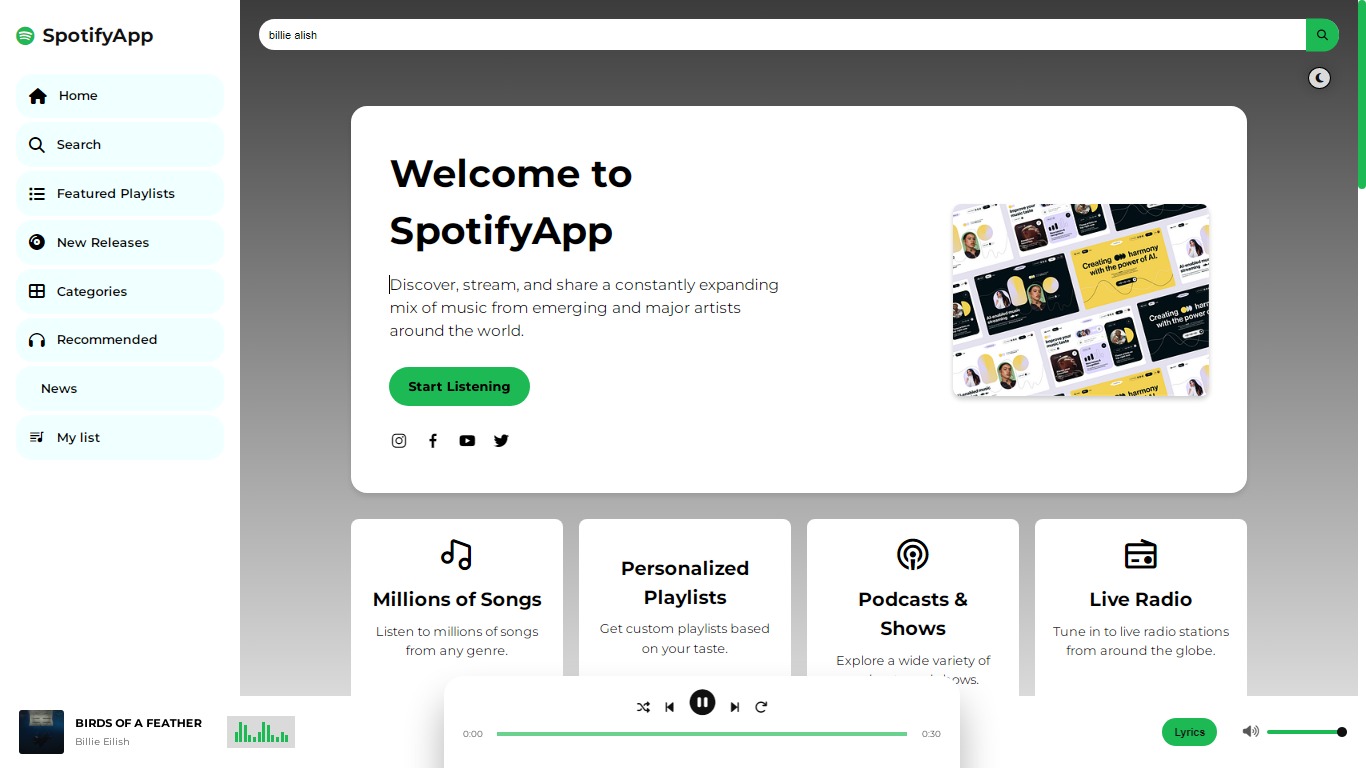 SpotifyApp
billie alish
Home
Search
Featured Playlists
New Releases
Categories
Recommended
News
My list
Welcome to
SpotifyApp
Discover, stream, and share a constantly expanding
mix of music from emerging and major artists
around the world.
Start Listening
Creating harmony
with the power of AI.
Millions of Songs
Listen to millions of songs
from any genre.
Personalized
Playlists
Get custom playlists based
on your taste.
Podcasts &
Shows
Explore a wide variety of
Live Radio
Tune in to live radio stations
from around the globe.
BIRDS OF A FEATHER
Billie Eilish
0:00
0:30
Lyrics